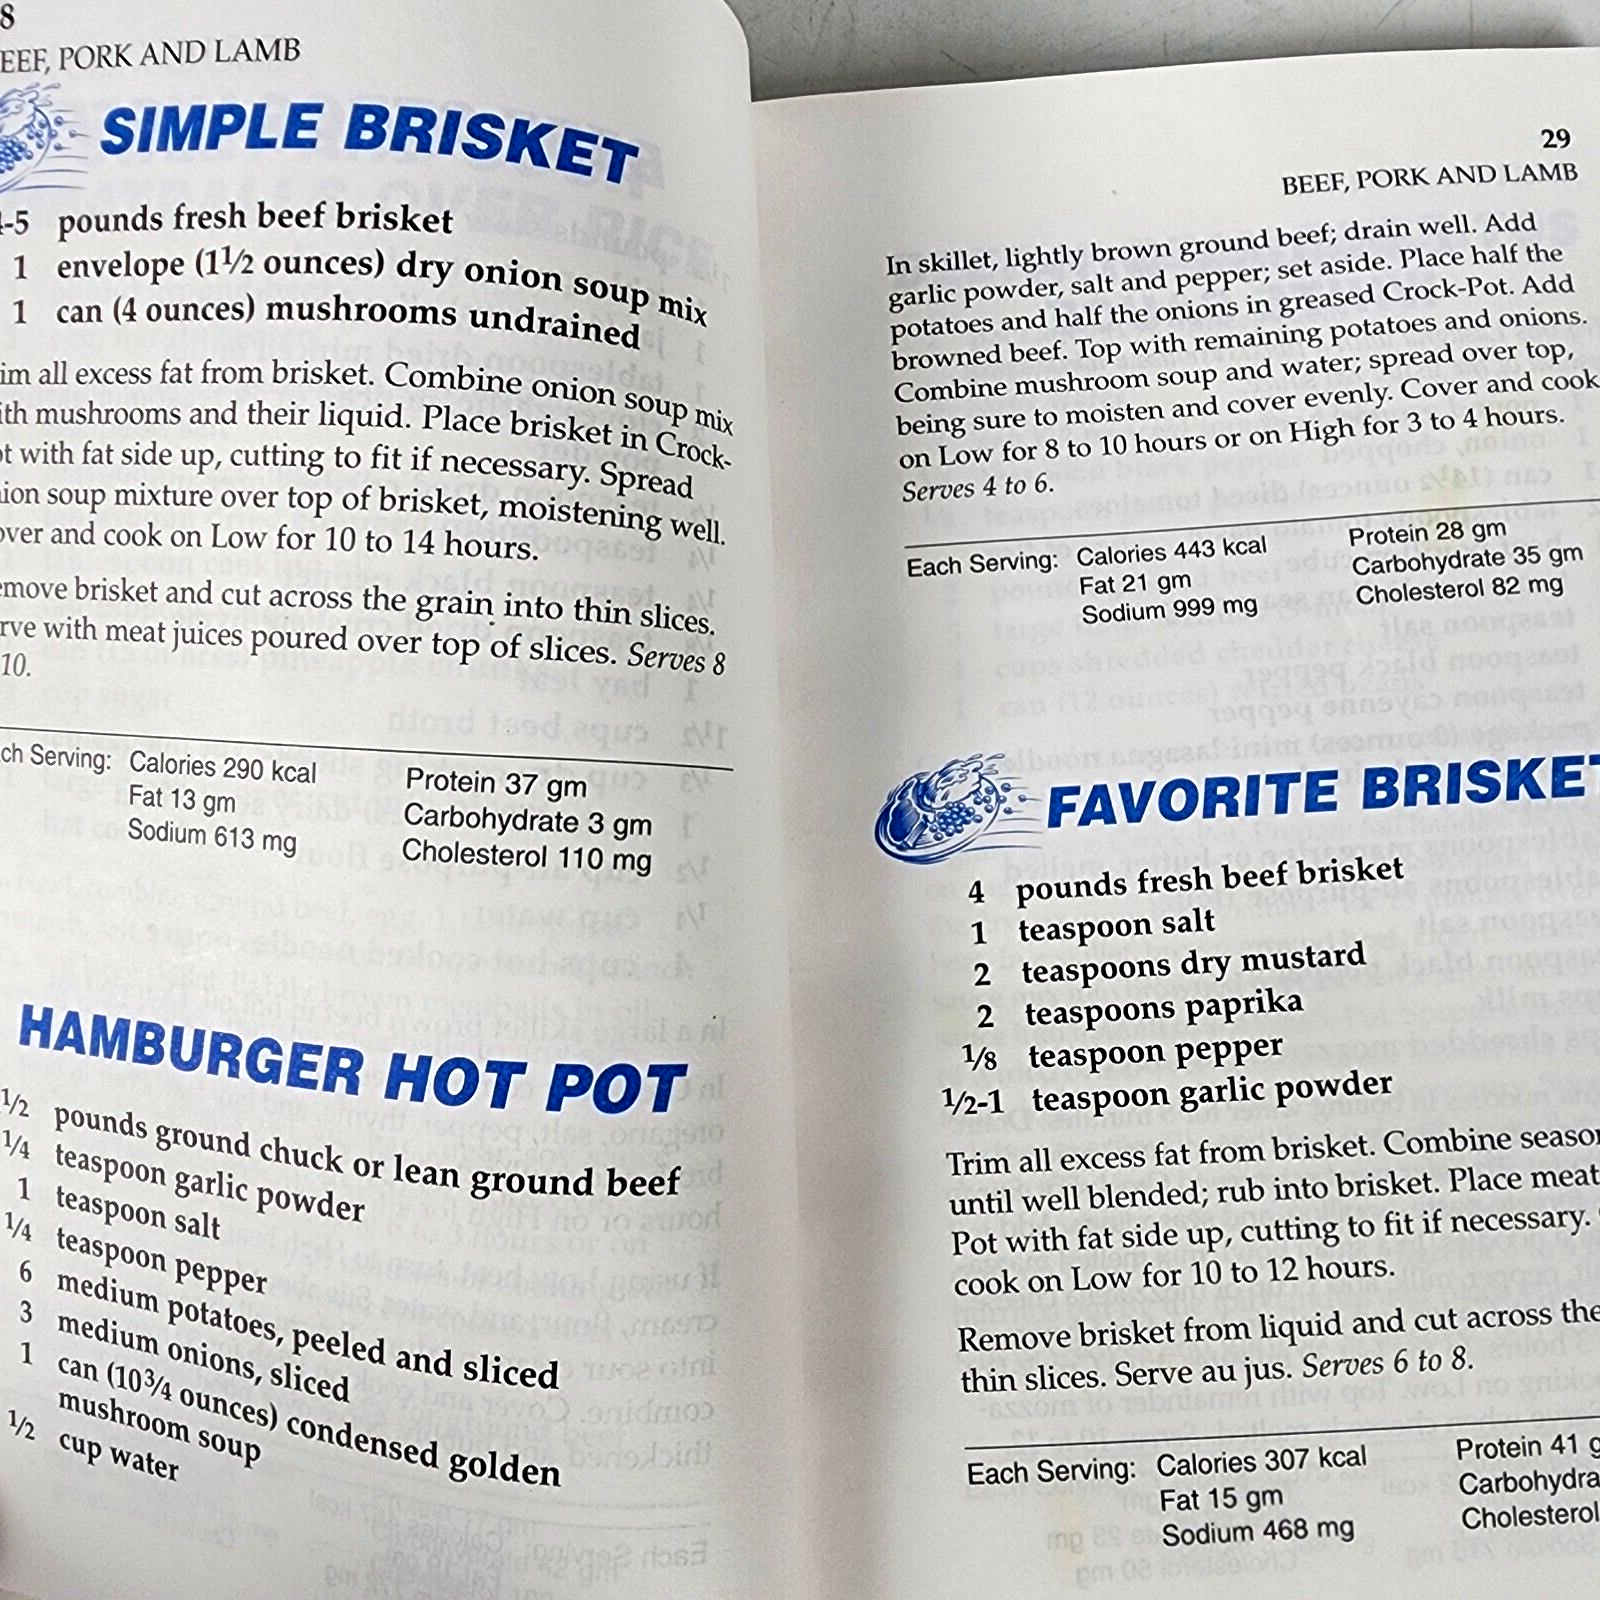 8
EEF, PORK AND LAMB
SIMPLE BRISKET
-5 pounds fresh beef brisket
1 envelope (1½ ounces) dry onion soup mix
1 can (4 ounces) mushrooms undrained
im all excess fat from brisket. Combine onion soup mix
ith mushrooms and their liquid. Place brisket in Crock-
ot with fat side up, cutting to fit if necessary. Spread
ion soup mixture over top of brisket, moistening well.
over and cook on Low for 10 to 14 hours.
emove brisket and cut across the grain into thin slices.
rve with meat juices poured over top of slices. Serves 8
10.
ch Serving: Calories 290 kcal Protein 37 gm
Fat 13 gm Carbohydrate 3 gm
Sodium 613 mg Cholesterol 110 mg
HAMBURGER HOT POT
1/2 pounds ground chuck or lean ground beef
1/4 teaspoon garlic powder
1 teaspoon salt
1/4 teaspoon pepper
6 medium potatoes, peeled and sliced
3 medium onions, sliced
1 can (10¾ ounces) condensed golden
mushroom soup
1/2 cup water
29
BEEF, PORK AND LAMB
In skillet, lightly brown ground beef; drain well. Add
garlic powder, salt and pepper; set aside. Place half the
potatoes and half the onions in greased Crock-Pot. Add
browned beef. Top with remaining potatoes and onions.
Combine mushroom soup and water; spread over top,
being sure to moisten and cover evenly. Cover and cook
on Low for 8 to 10 hours or on High for 3 to 4 hours.
Serves 4 to 6.
Each Serving: Calories 443 kcal Protein 28 gm
Fat 21 gm Carbohydrate 35 gm
Sodium 999 mg Cholesterol 82 mg
FAVORITE BRISKET
4 pounds fresh beef brisket
1 teaspoon salt
2 teaspoons dry mustard
2 teaspoons paprika
1/8 teaspoon pepper
1/2-1 teaspoon garlic powder
Trim all excess fat from brisket. Combine season
until well blended; rub into brisket. Place meat
Pot with fat side up, cutting to fit if necessary.
cook on Low for 10 to 12 hours.
Remove brisket from liquid and cut across the
thin slices. Serve au jus. Serves 6 to 8.
Each Serving: Calories 307 kcal Protein 41 g
Fat 15 gm Carbohydra
Sodium 468 mg Cholesterol